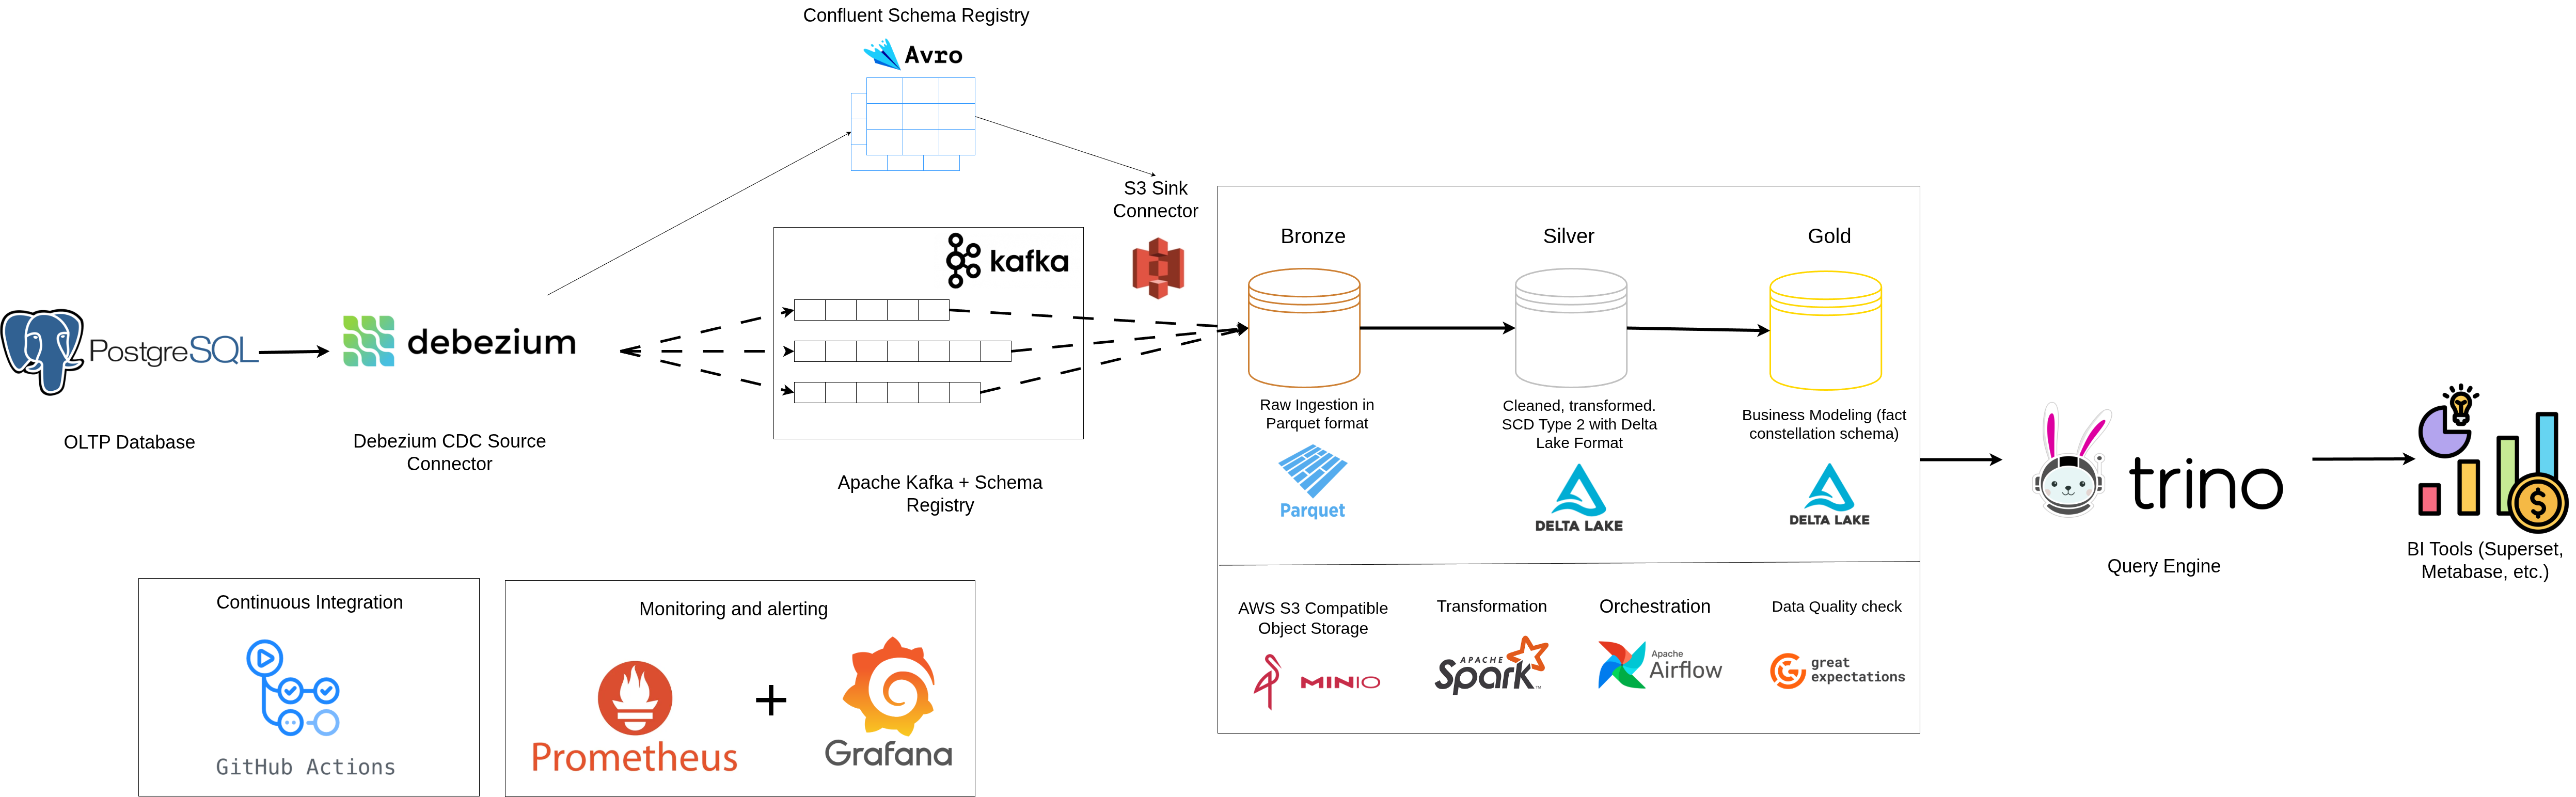 Confluent Schema Registry
Avro
S3 Sink
Connector
kafka
PostgreSQL
debezium
OLTP Database
Debezium CDC Source
Connector
Apache Kafka + Schema
Registry
Bronze
Silver
Gold
Raw Ingestion in
Parquet format
Parquet
Cleaned, transformed.
SCD Type 2 with Delta
Lake Format
DELTA LAKE
Business Modeling (fact
constellation schema)
DELTA LAKE
trino
Query Engine
BI Tools (Superset,
Metabase, etc.)
Continuous Integration
GitHub Actions
Monitoring and alerting
Prometheus
+
Grafana
AWS S3 Compatible
Object Storage
MINIO
Transformation
APACHE
Spark™
Orchestration
Apache
Airflow
Data Quality check
great
expectations